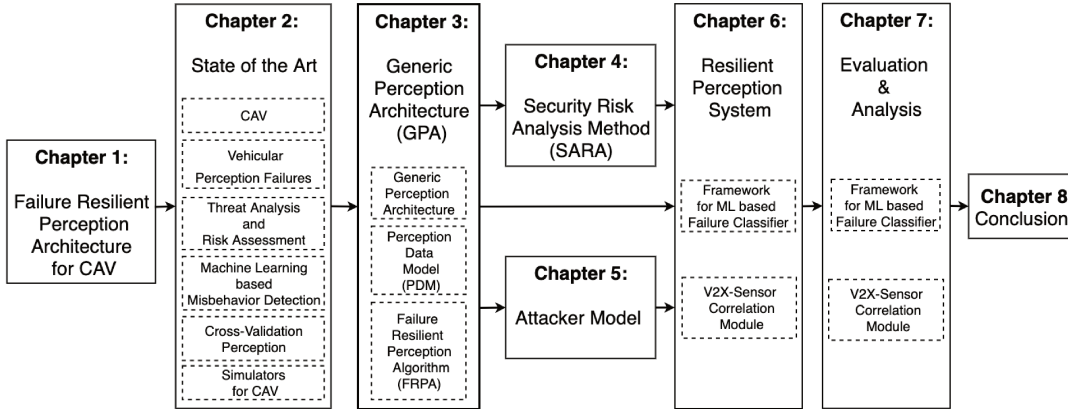 Chapter 1:
Failure Resilient
Perception
Architecture
for CAV
Chapter 2:
State of the Art
CAV
Vehicular
Perception Failures
Threat Analysis
and
Risk Assessment
Machine Learning
based
Misbehavior Detection
Cross-Validation
Perception
Simulators
for CAV
Chapter 3:
Generic
Perception
Architecture
(GPA)
Generic
Perception
Architecture
Perception
Data
Model
(PDM)
Failure
Resilient
Perception
Algorithm
(FRPA)
Chapter 4:
Security Risk
Analysis Method
(SARA)
Chapter 5:
Attacker Model
Chapter 6:
Resilient
Perception
System
Framework
for ML based
Failure Classifier
V2X-Sensor
Correlation
Module
Chapter 7:
Evaluation
&
Analysis
Framework
for ML based
Failure Classifier
V2X-Sensor
Correlation
Module
Chapter 8
Conclusion